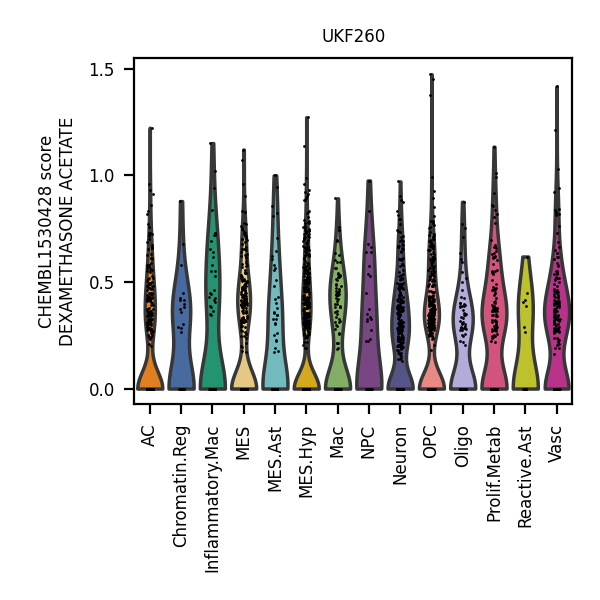 UKF260
CHEMBL1530428 score
DEXAMETHASONE ACETATE
1.5
1.0
0.5
0.0
AC
Chromatin.Reg
Inflammatory.Mac
MES
MES.Ast
MES.Hyp
Mac
NPC
Neuron
OPC
Oligo
Prolif.Metab
Reactive.Ast
Vasc